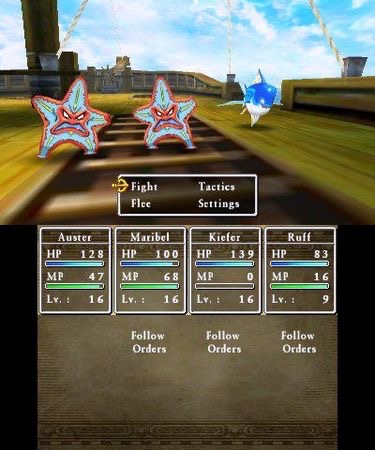 Fight Tactics
Flee Settings
Auster Maribel Kiefer Ruff
HP 128 HP 100 HP 139 HP 83
MP 47 MP 68 MP 0 MP 16
Lv. : 16 Lv. : 16 Lv. : 16 Lv. : 9
Follow Follow Follow
Orders Orders Orders